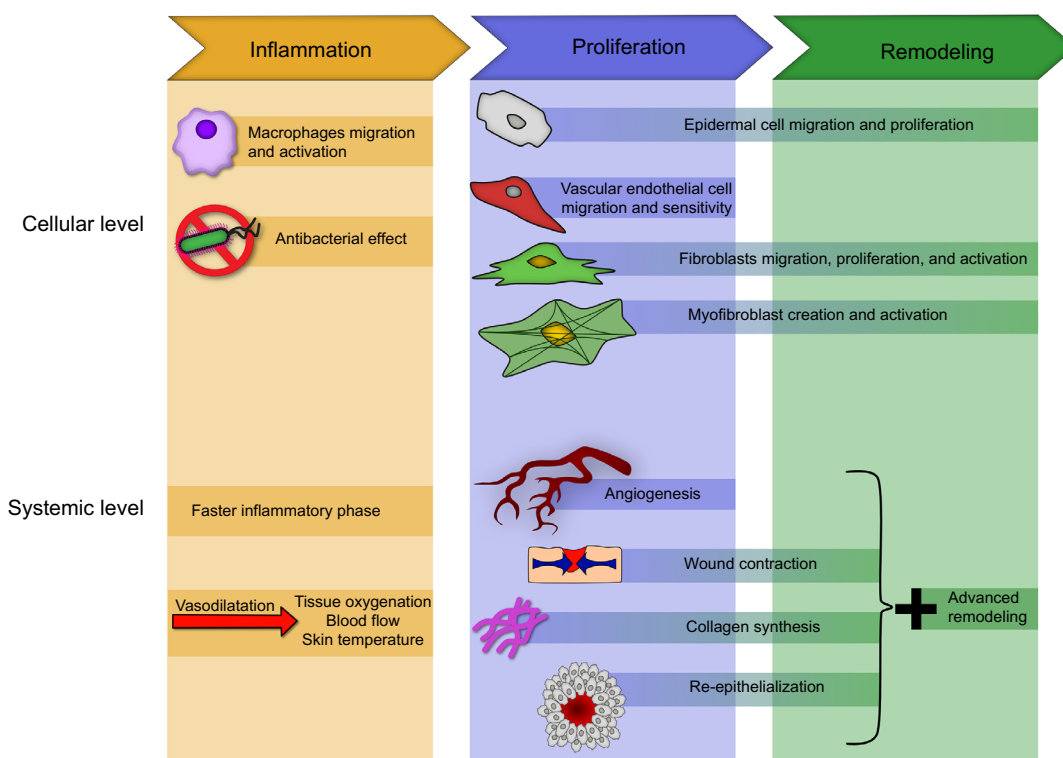 Inflammation
Proliferation
Remodeling
Cellular level
Macrophages migration
and activation
Antibacterial effect
Epidermal cell migration and proliferation
Vascular endothelial cell
migration and sensitivity
Fibroblasts migration, proliferation, and activation
Myofibroblast creation and activation
Systemic level
Faster inflammatory phase
Vasodilatation
Tissue oxygenation
Blood flow
Skin temperature
Angiogenesis
Wound contraction
Collagen synthesis
Re-epithelialization
Advanced
remodeling